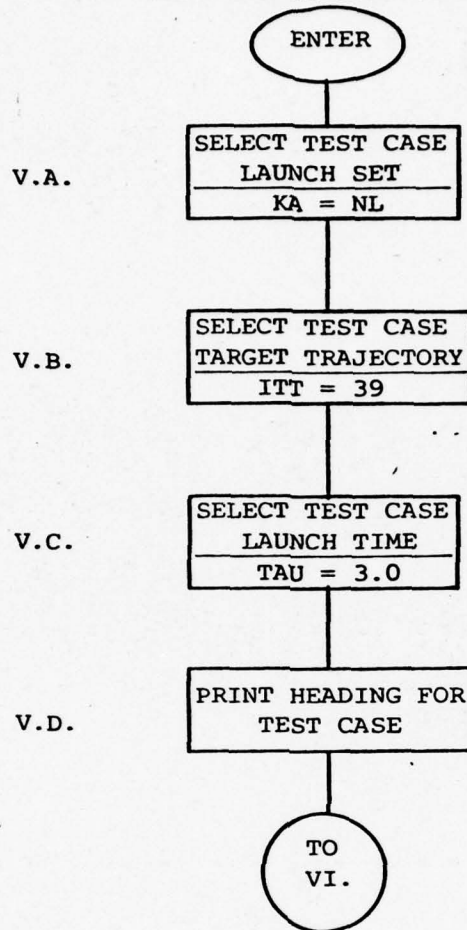 ENTER
V.A.
SELECT TEST CASE
LAUNCH SET
KA = NL
V.B.
SELECT TEST CASE
TARGET TRAJECTORY
ITT = 39
V.C.
SELECT TEST CASE
LAUNCH TIME
TAU = 3.0
V.D.
PRINT HEADING FOR
TEST CASE
TO
VI.